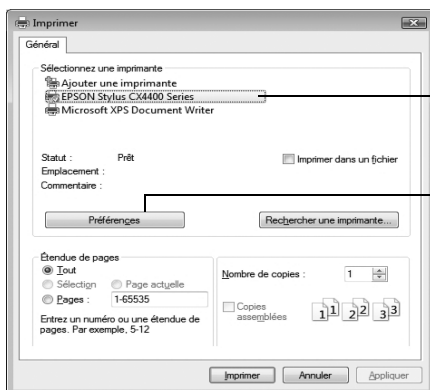 Imprimer
Général
Sélectionnez une imprimante
Ajouter une imprimante
EPSON Stylus CX4400 Series
Microsoft XPS Document Writer
Statut : Prêt
Imprimer dans un fichier
Emplacement :
Commentaire :
Préférences
Rechercher une imprimante...
Étendue de pages
Tout
Sélection Page actuelle
Pages : 1-65535
Entrez un numéro ou une étendue de
pages. Par exemple, 5-12
Nombre de copies : 1
Copies
assemblées
1 1 2 2 3 3
Imprimer Annuler Appliquer